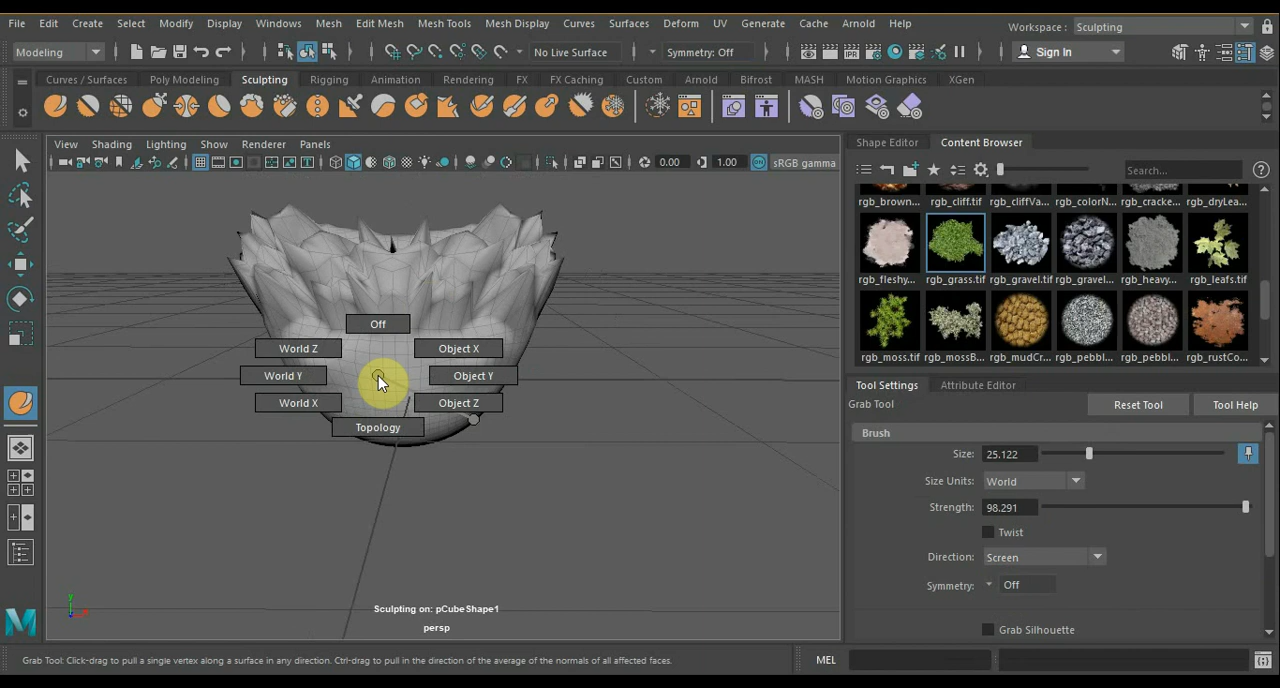 File Edit Create Select Modify Display Windows Mesh Edit Mesh Mesh Tools Mesh Display Curves Surfaces Deform UV Generate Cache Arnold Help Workspace : Sculpting
Modeling No Live Surface Symmetry: Off Sign In
Curves / Surfaces Poly Modeling Sculpting Rigging Animation Rendering FX FX Caching Custom Arnold Bifrost MASH Motion Graphics XGen
View Shading Lighting Show Renderer Panels
0.00 1.00 sRGB gamma
Shape Editor Content Browser
Search...
rgb_brown... rgb_cliff.tif rgb_cliffVa... rgb_colorN... rgb_cracke... rgb_dryLea...
rgb_fleshy... rgb_grass.tif rgb_gravel.tif rgb_gravel... rgb_heavy... rgb_leafs.tif
rgb_moss.tif rgb_mossB... rgb_mudCr... rgb_pebbl... rgb_pebbl... rgb_rustCo...
Off
World Z Object X
World Y Object Y
World X Object Z
Topology
Tool Settings Attribute Editor
Grab Tool Reset Tool Tool Help
Brush
Size: 25.122
Size Units: World
Strength: 98.291
Twist
Direction: Screen
Symmetry: Off
Grab Silhouette
Sculpting on: pCubeShape1
persp
Grab Tool: Click-drag to pull a single vertex along a surface in any direction. Ctrl-drag to pull in the direction of the average of the normals of all affected faces.
MEL